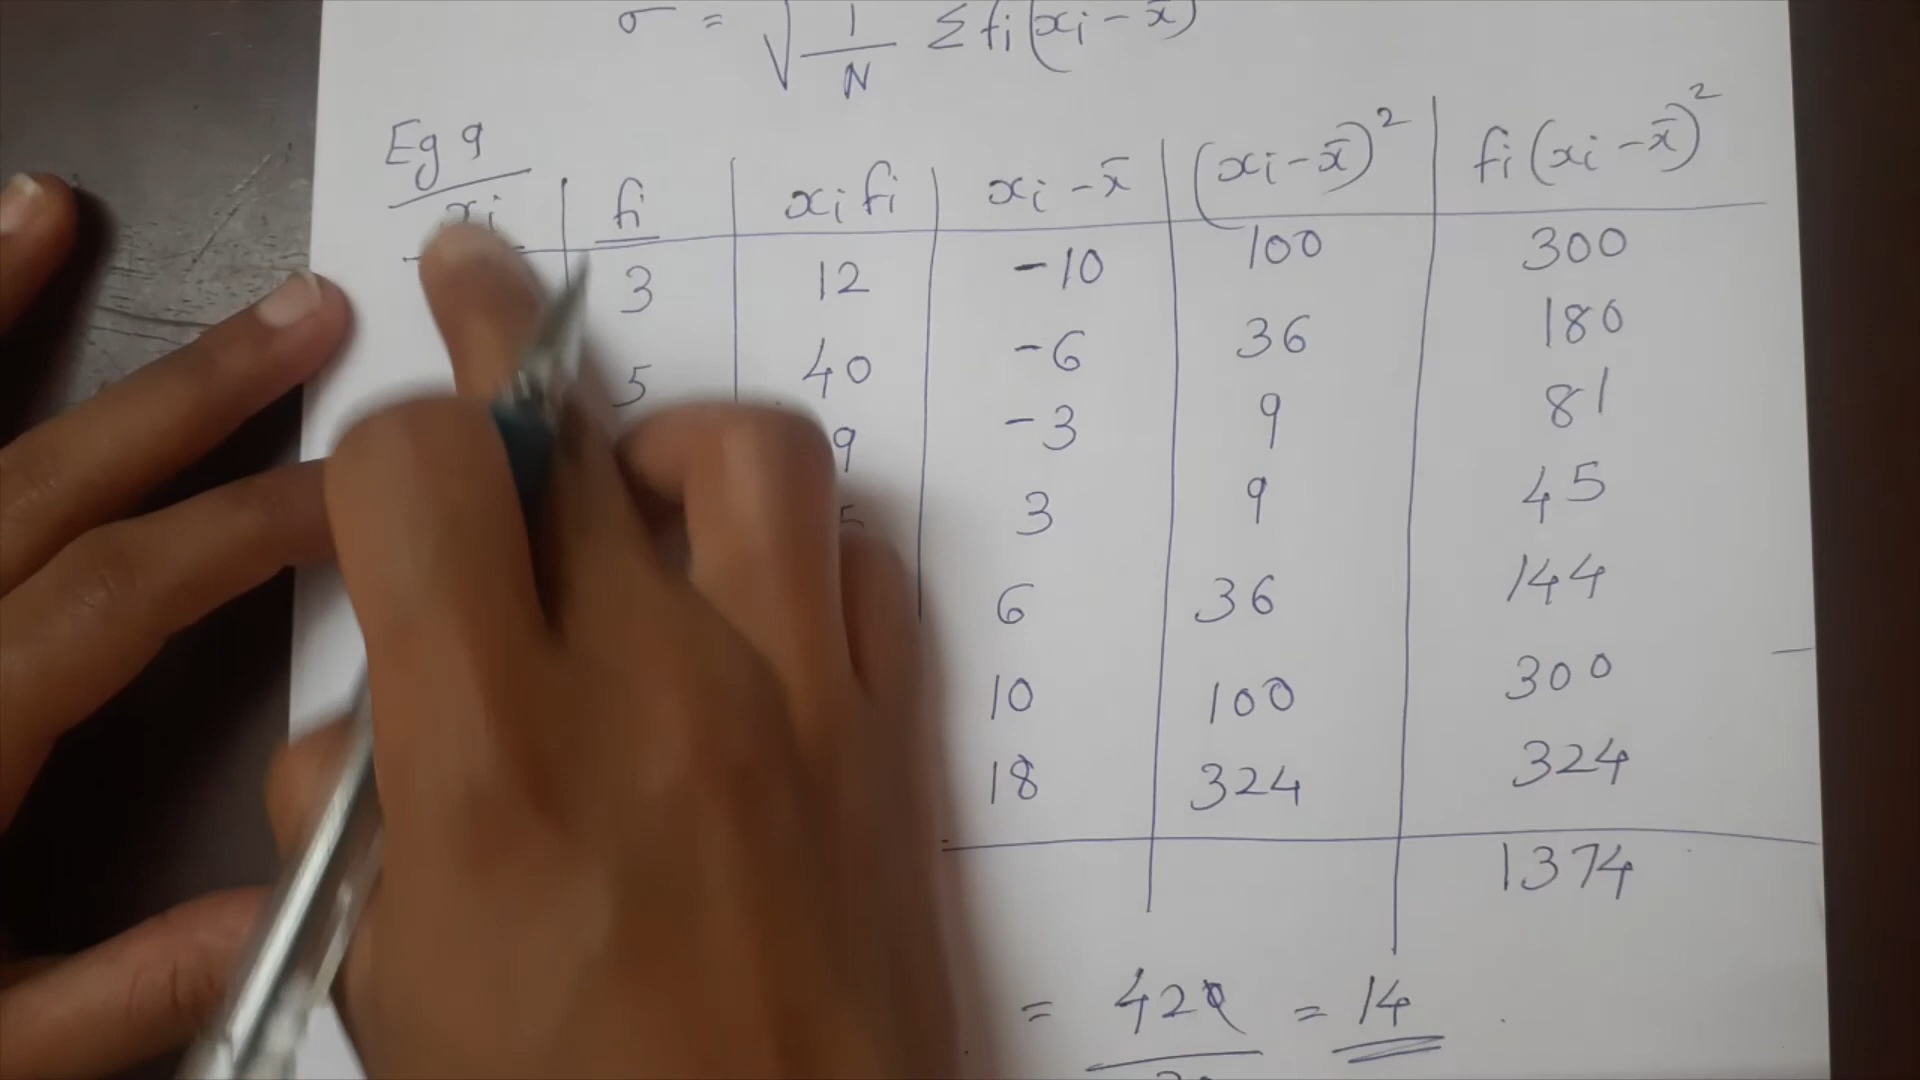 σ = √ 1/N Σ fi(xi - x̄)
Eg 9
xi fi xi fi xi - x̄ (xi - x̄)² fi(xi - x̄)²
3 12 -10 100 300
5 40 -6 36 180
9 -3 9 81
3 9 45
6 36 144
10 100 300
18 324 324
1374
= 420 = 14